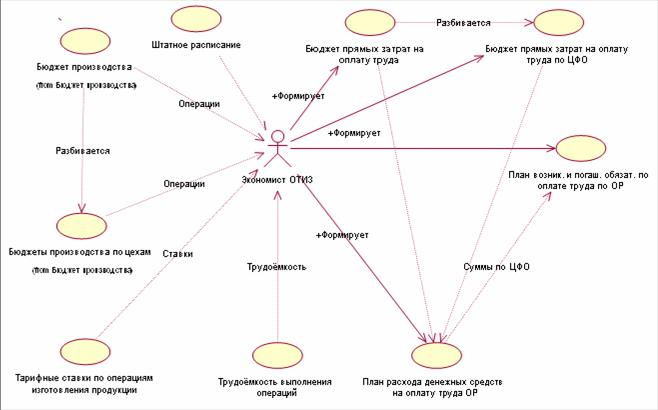 Разбивается
Штатное расписание
Бюджет прямых затрат на
оплату труда
Бюджет прямых затрат на оплату
труда по ЦФО
Бюджет производства
(from Бюджет производства)
Операции
+Формирует
+Формирует
Разбивается
Экономист ОТИЗ
План возник. и погаш. обязат. по
оплате труда по ОР
Операции
+Формирует
Бюджеты производства по цехам
(from Бюджет производства)
Ставки
Трудоёмкость
Суммы по ЦФО
Тарифные ставки по операциям
изготовления продукции
Трудоёмкость выполнения
операций
План расхода денежных средств
на оплату труда ОР